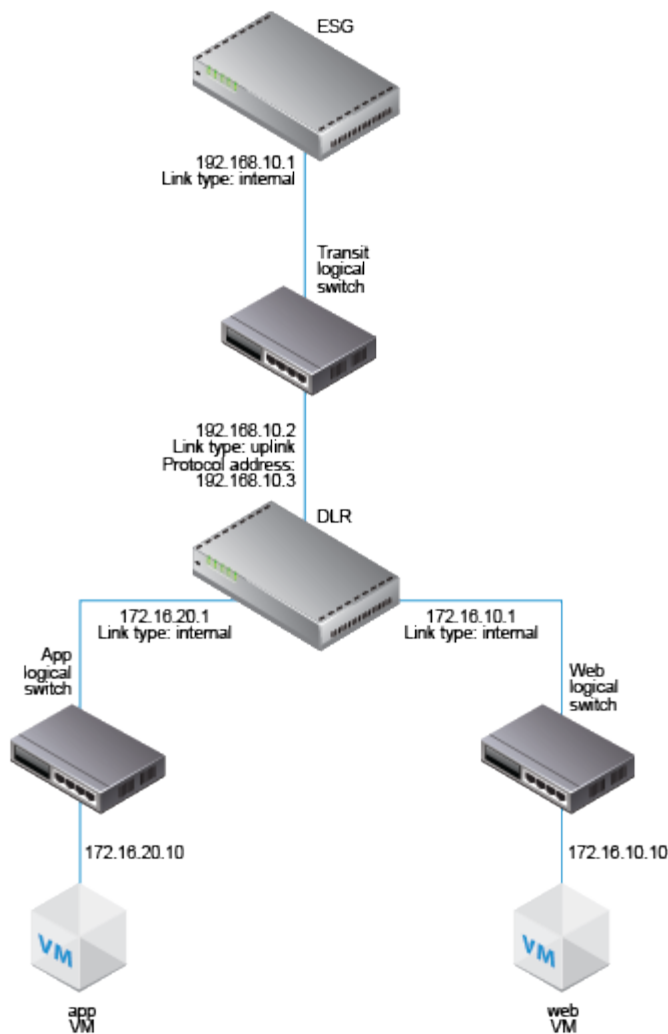 ESG
192.168.10.1
Link type: internal
Transit
logical
switch
192.168.10.2
Link type: uplink
Protocol address:
192.168.10.3
DLR
172.16.20.1
Link type: internal
172.16.10.1
Link type: internal
App
logical
switch
Web
logical
switch
172.16.20.10
172.16.10.10
VM
VM
app
VM
web
VM